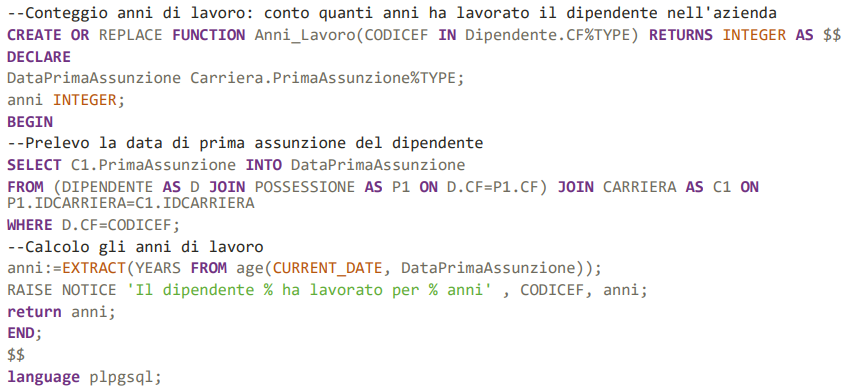 --Conteggio anni di lavoro: conto quanti anni ha lavorato il dipendente nell'azienda
CREATE OR REPLACE FUNCTION Anni_Lavoro(CODICEF IN Dipendente.CF%TYPE) RETURNS INTEGER AS $$
DECLARE
DataPrimaAssunzione Carriera.PrimaAssunzione%TYPE;
anni INTEGER;
BEGIN
--Prelevo la data di prima assunzione del dipendente
SELECT C1.PrimaAssunzione INTO DataPrimaAssunzione
FROM (DIPENDENTE AS D JOIN POSSESSIONE AS P1 ON D.CF=P1.CF) JOIN CARRIERA AS C1 ON
P1.IDCARRIERA=C1.IDCARRIERA
WHERE D.CF=CODICEF;
--Calcolo gli anni di lavoro
anni:=EXTRACT(YEARS FROM age(CURRENT_DATE, DataPrimaAssunzione));
RAISE NOTICE 'Il dipendente % ha lavorato per % anni' , CODICEF, anni;
return anni;
END;
$$
language plpgsql;